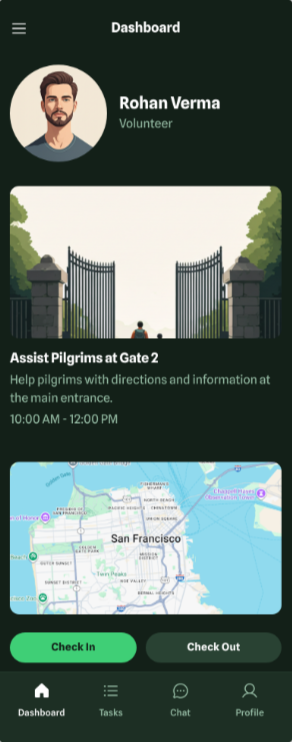 Dashboard
Rohan Verma
Volunteer
Assist Pilgrims at Gate 2
Help pilgrims with directions and information at
the main entrance.
10:00 AM - 12:00 PM
San Francisco
Check In
Check Out
Dashboard
Tasks
Chat
Profile